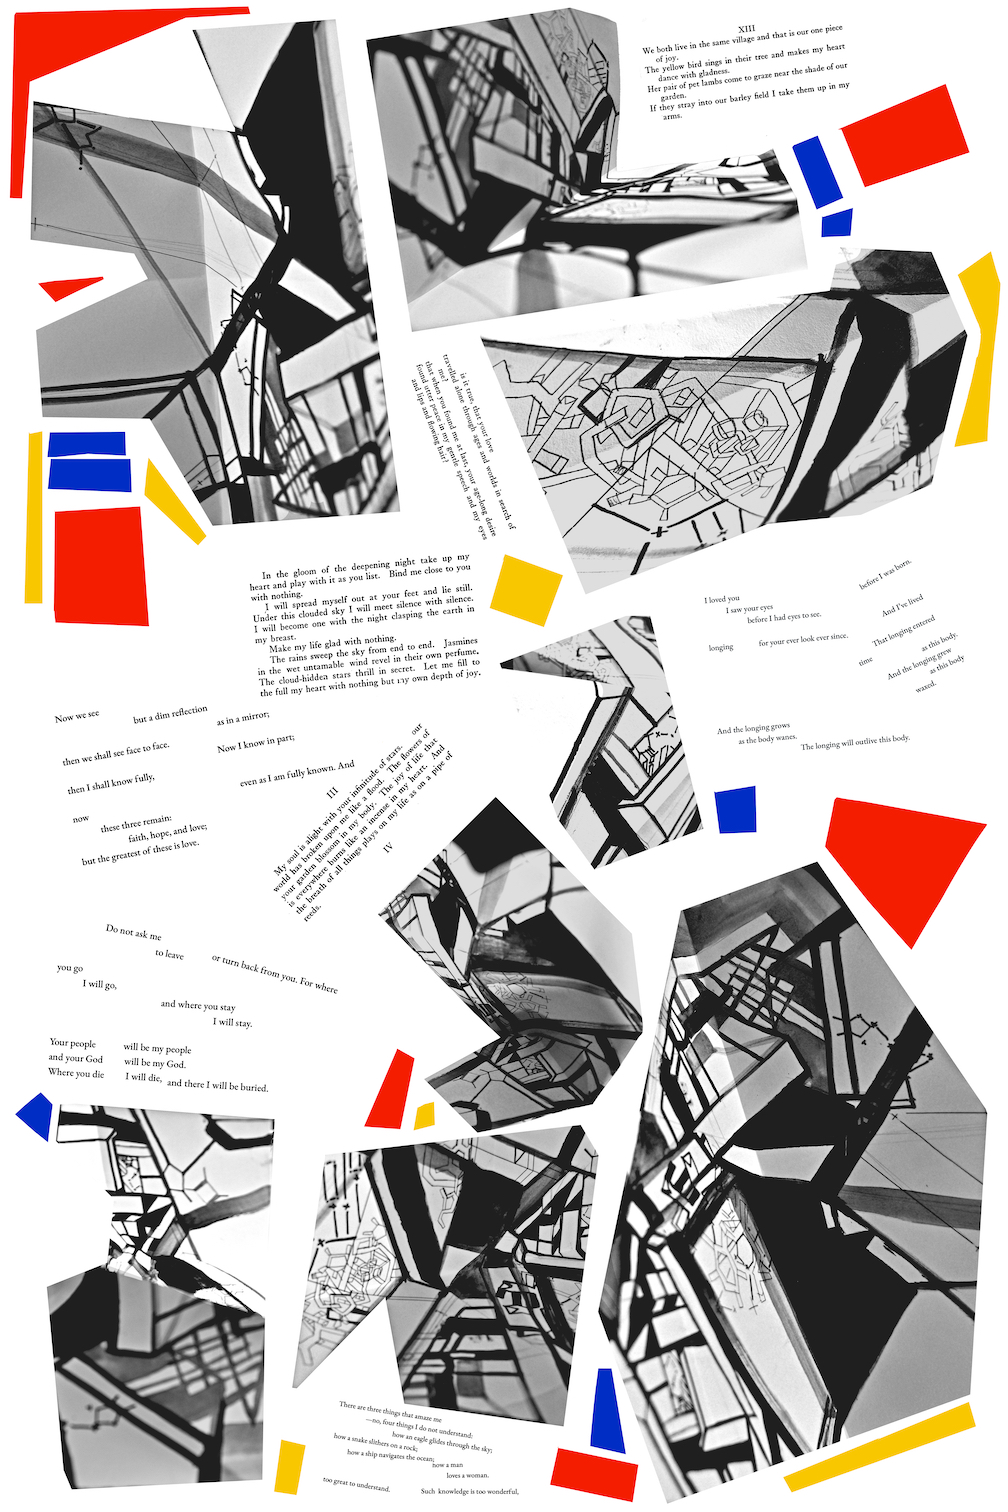 XIII
We both live in the same village and that is our one piece
of joy.
The yellow bird sings in their tree and makes my heart
dance with gladness.
Her pair of pet lambs come to graze near the shade of our
garden.
If they stray into our barley field I take them up in my
arms.
is it true, that your love
travelled alone through ages and worlds in search of
me?
that when you found me at last, your age-long desire
found utter peace in my gentle speech and my eyes
and lips and flowing hair?
In the gloom of the deepening night take up my
heart and play with it as you list. Bind me close to you
with nothing.
I will spread myself out at your feet and lie still.
Under this clouded sky I will meet silence with silence.
I will become one with the night clasping the earth in
my breast.
Make my life glad with nothing.
The rains sweep the sky from end to end. Jasmines
in the wet untamable wind revel in their own perfume.
The cloud-hidden stars thrill in secret. Let me fill to
the full my heart with nothing but my own depth of joy.
I loved you
before I was born.
I saw your eyes
before I had eyes to see.
And I've lived
longing
for your ever look ever since.
That longing entered
time
as this body.
And the longing grew
as this body
waxed.
And the longing grows
as the body wanes.
The longing will outlive this body.
Now we see
but a dim reflection
as in a mirror;
then we shall see face to face.
Now I know in part;
then I shall know fully,
even as I am fully known. And
now
these three remain:
faith, hope, and love;
but the greatest of these is love.
III
My soul is alight with your infinitude of stars. our
world has broken upon me like a flood. The flowers of
your garden blossom in my body. The joy of life that
is everywhere burns like an incense in my heart. And
the breath of all things plays on my life as on a pipe of
reeds.
IV
Do not ask me
to leave
or turn back from you. For where
you go
I will go,
and where you stay
I will stay.
Your people
will be my people
and your God
will be my God.
Where you die
I will die,
and there I will be buried.
There are three things that amaze me
—no, four things I do not understand:
how an eagle glides through the sky;
how a snake slithers on a rock;
how a ship navigates the ocean;
how a man
loves a woman.
too great to understand.
Such knowledge is too wonderful,